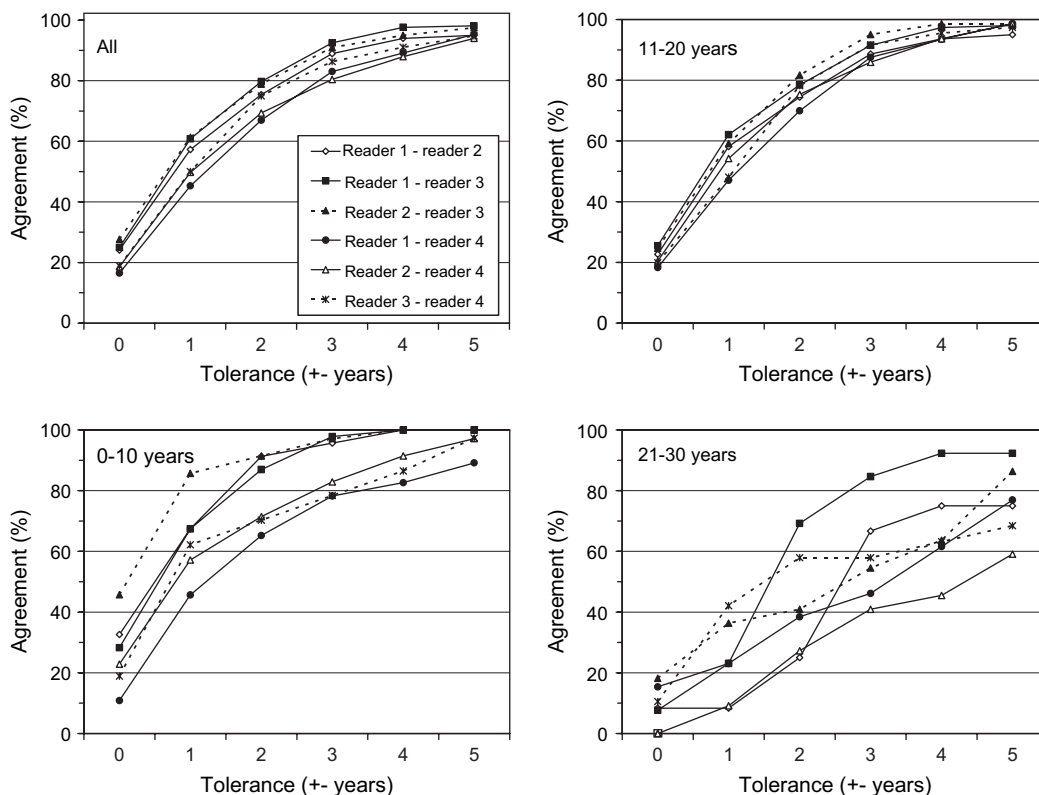 All
Agreement (%)
100
80
60
40
20
0
0 1 2 3 4 5
Tolerance (+- years)
Reader 1 - reader 2
Reader 1 - reader 3
Reader 2 - reader 3
Reader 1 - reader 4
Reader 2 - reader 4
Reader 3 - reader 4
11-20 years
Agreement (%)
100
80
60
40
20
0
0 1 2 3 4 5
Tolerance (+- years)
0-10 years
Agreement (%)
100
80
60
40
20
0
0 1 2 3 4 5
Tolerance (+- years)
21-30 years
Agreement (%)
100
80
60
40
20
0
0 1 2 3 4 5
Tolerance (+- years)